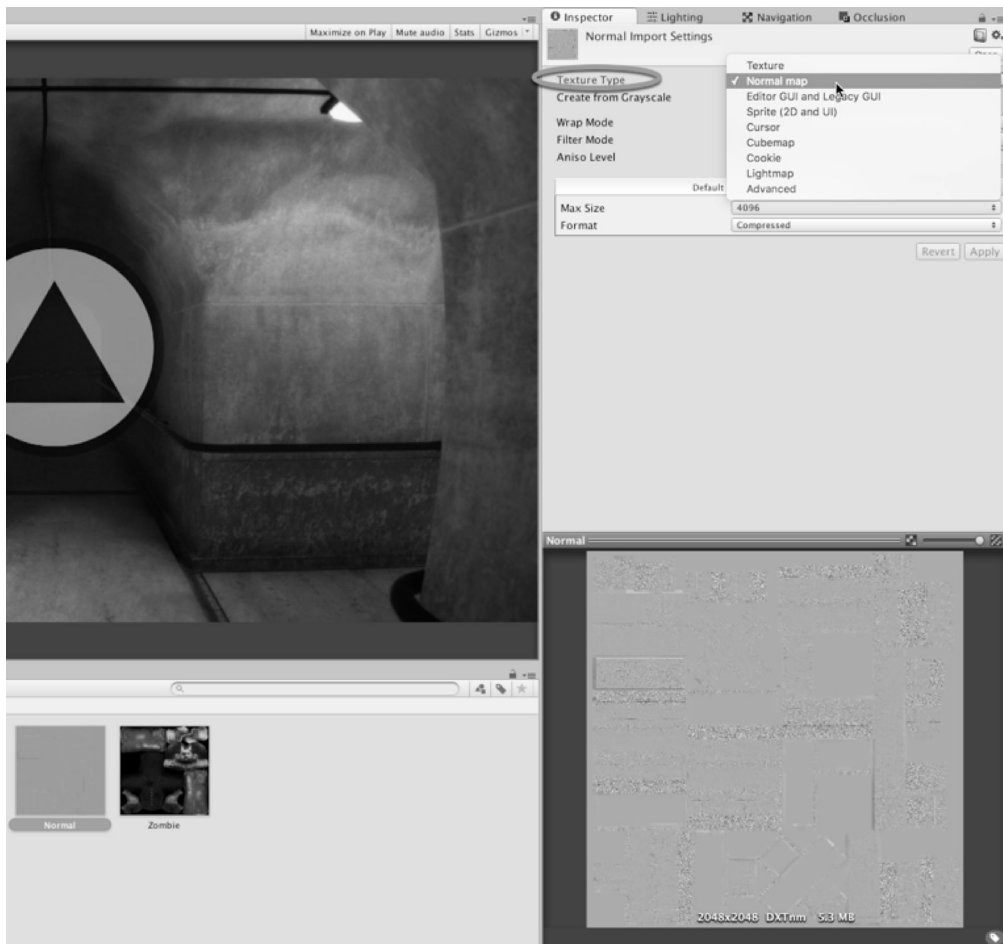 Inspector Lighting Navigation Occlusion
Maximize on Play Mute audio Stats Gizmos
Normal Import Settings
Texture Type
Create from Grayscale
Wrap Mode
Filter Mode
Aniso Level
Texture
✓ Normal map
Editor GUI and Legacy GUI
Sprite (2D and UI)
Cursor
Cubemap
Cookie
Lightmap
Advanced
Default
Max Size 4096
Format Compressed
Revert Apply
Normal
2048x2048 DXTnm 5.3 MB
Normal Zombie